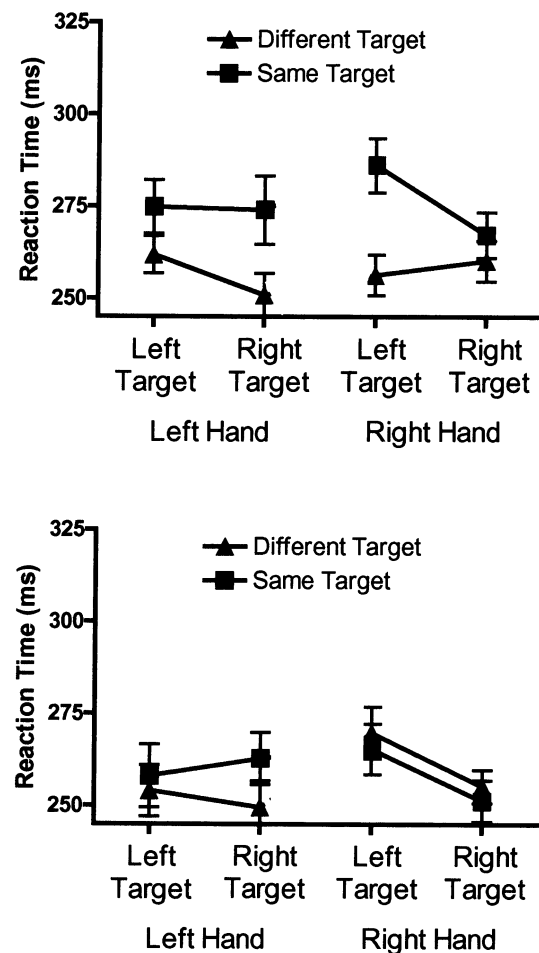 325
300
275
250
Reaction Time (ms)
Different Target
Same Target
Left
Target
Right
Target
Left
Target
Right
Target
Left Hand
Right Hand
325
300
275
250
Reaction Time (ms)
Different Target
Same Target
Left
Target
Right
Target
Left
Target
Right
Target
Left Hand
Right Hand